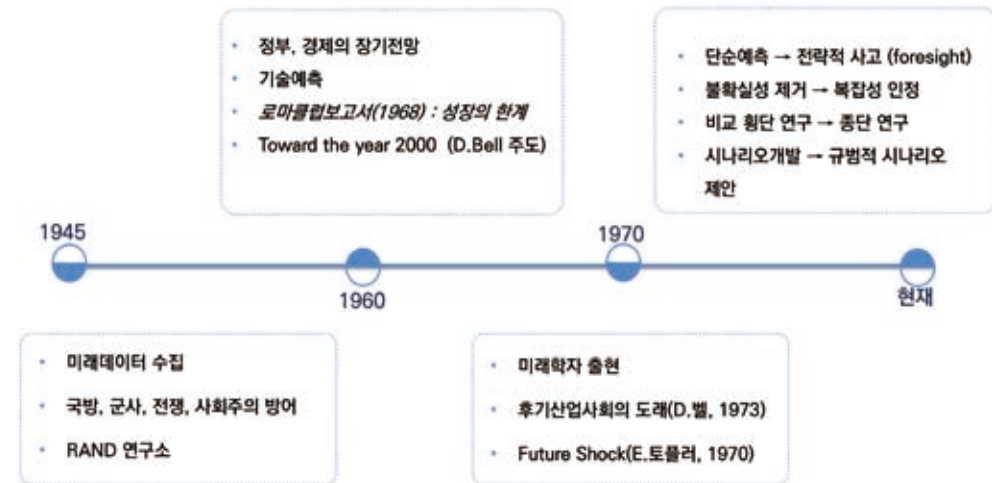 • 정부, 경제의 장기전망
• 기술예측
• 로마클럽보고서(1968) : 성장의 한계
• Toward the year 2000 (D.Bell 주도)
• 단순예측 → 전략적 사고 (foresight)
• 불확실성 제거 → 복잡성 인정
• 비교 횡단 연구 → 종단 연구
• 시나리오개발 → 규범적 시나리오
제안
1945
1960
1970
현재
• 미래데이터 수집
• 국방, 군사, 전쟁, 사회주의 방어
• RAND 연구소
• 미래학자 출현
• 후기산업사회의 도래(D.벨, 1973)
• Future Shock(E.토플러, 1970)